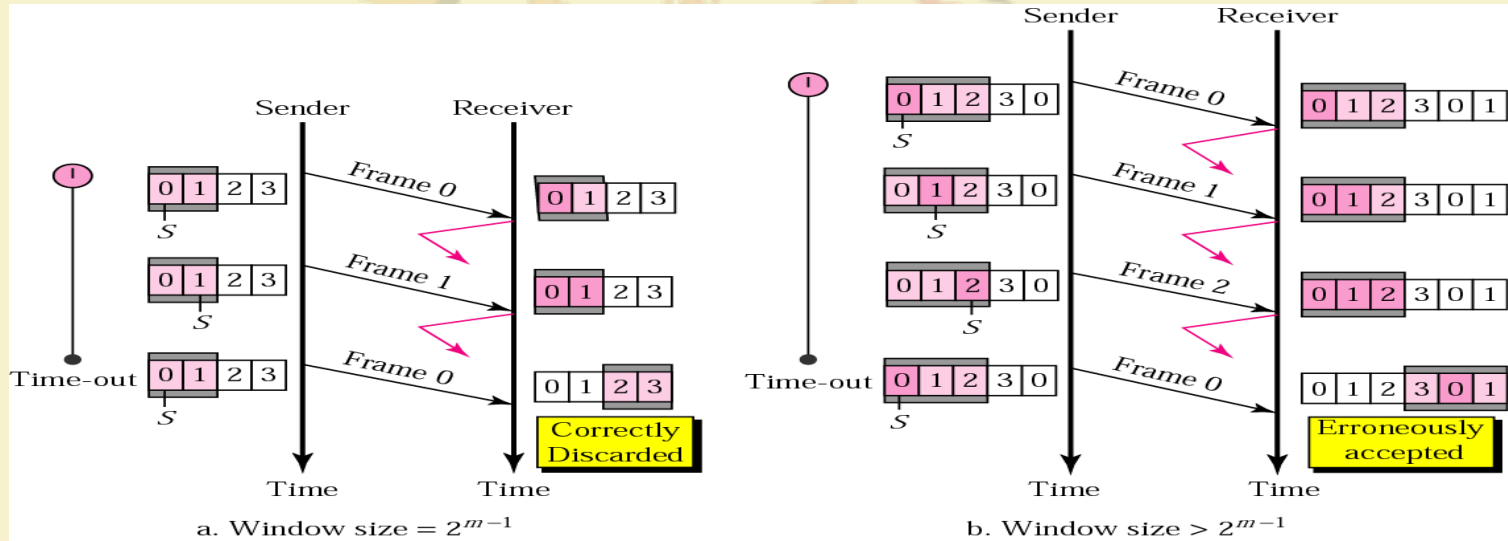 Sender Receiver
0 1 2 3
S
Frame 0
0 1 2 3
0 1 2 3
S
Frame 1
0 1 2 3
Time-out
0 1 2 3
S
Frame 0
0 1 2 3
Correctly
Discarded
Time Time
a. Window size = 2^{m−1}
Sender Receiver
0 1 2 3 0
S
Frame 0
0 1 2 3 0 1
0 1 2 3 0
S
Frame 1
0 1 2 3 0 1
0 1 2 3 0
S
Frame 2
0 1 2 3 0 1
Time-out
0 1 2 3 0
S
Frame 0
0 1 2 3 0 1
Erroneously
accepted
Time Time
b. Window size > 2^{m−1}